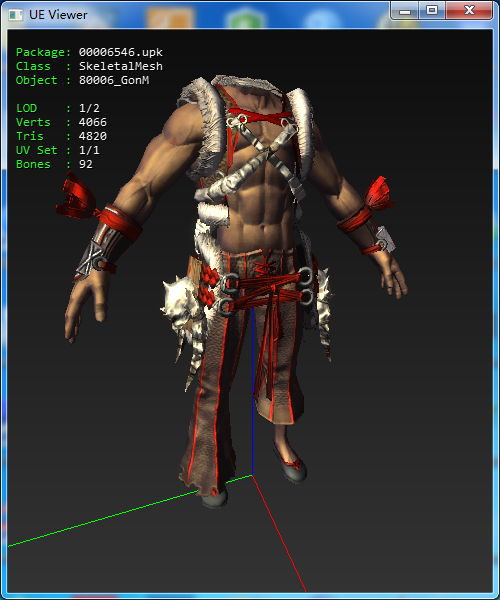 UE Viewer
Package: 00006546.upk
Class : SkeletalMesh
Object : 80006_GonM
LOD : 1/2
Verts : 4066
Tris : 4820
UV Set : 1/1
Bones : 92